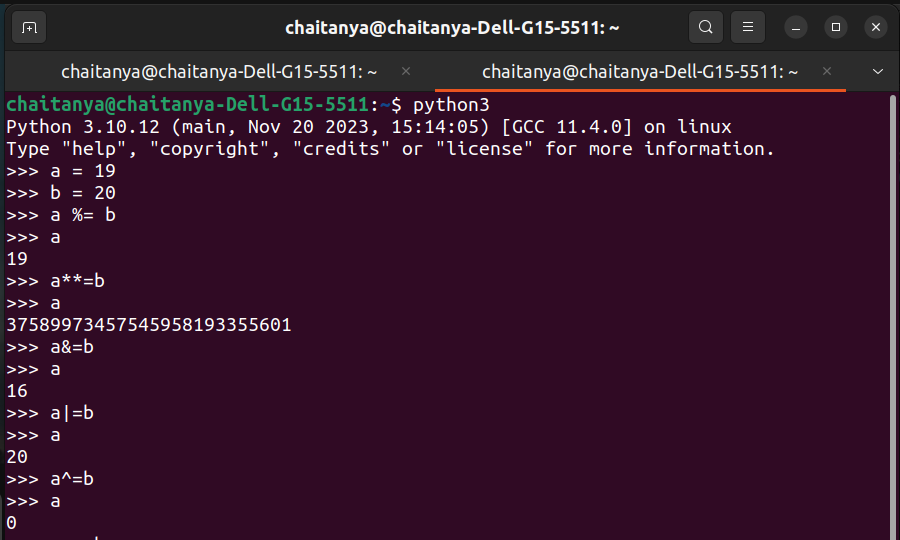 chaitanya@chaitanya-Dell-G15-5511: ~
chaitanya@chaitanya-Dell-G15-5511: ~
chaitanya@chaitanya-Dell-G15-5511: ~
chaitanya@chaitanya-Dell-G15-5511:~$ python3
Python 3.10.12 (main, Nov 20 2023, 15:14:05) [GCC 11.4.0] on linux
Type "help", "copyright", "credits" or "license" for more information.
>>> a = 19
>>> b = 20
>>> a %= b
>>> a
19
>>> a**=b
>>> a
37589973457545958193355601
>>> a&=b
>>> a
16
>>> a|=b
>>> a
20
>>> a^=b
>>> a
0